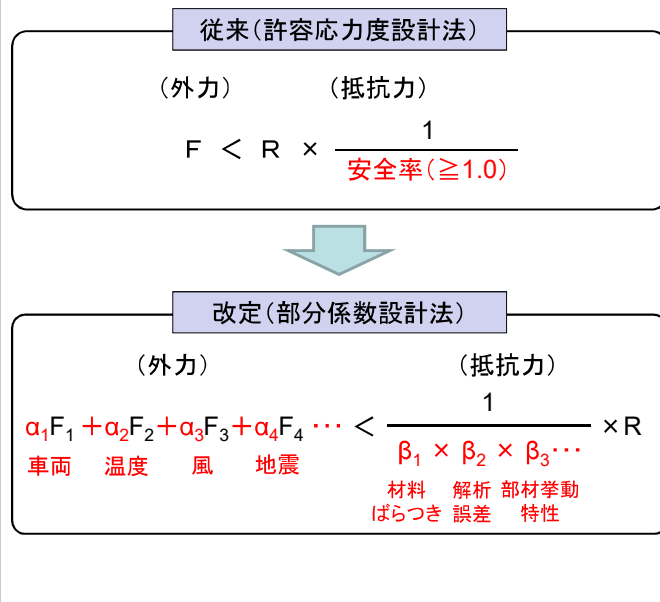 従来(許容応力度設計法)
(外力) (抵抗力)
F < R × 1
安全率(≧1.0)
改定(部分係数設計法)
(外力) (抵抗力)
1
α1F1+α2F2+α3F3+α4F4 … < ×R
β1 × β2 × β3…
車両 温度 風 地震
材料 解析 部材挙動
ばらつき 誤差 特性